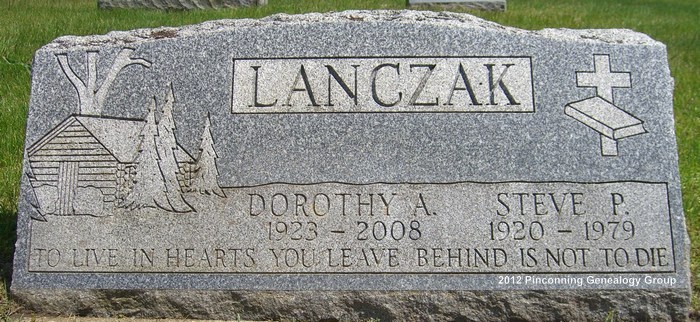 LANCZAK
DOROTHY A. STEVE P.
1923 – 2008 1920 – 1979
TO LIVE IN HEARTS YOU LEAVE BEHIND IS NOT TO DIE
2012 Pinconning Genealogy Group